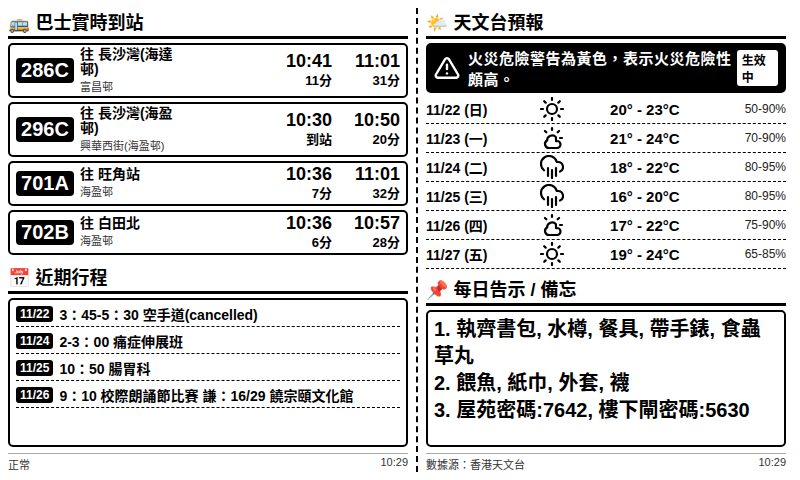 巴士實時到站
286C
往 長沙灣(海達
邨)
富昌邨
10:41 11:01
11分 31分
296C
往 長沙灣(海盈
邨)
興華西街(海盈邨)
10:30 10:50
到站 20分
701A
往 旺角站
海盈邨
10:36 11:01
7分 32分
702B
往 白田北
海盈邨
10:36 10:57
6分 28分
近期行程
11/22 3：45-5：30 空手道(cancelled)
11/24 2-3：00 痛症伸展班
11/25 10：50 腸胃科
11/26 9：10 校際朗誦節比賽 謙：16/29 饒宗頤文化館
正常 10:29
天文台預報
火災危險警告為黃色，表示火災危險性
頗高。
生效
中
11/22 (日) 20° - 23°C 50-90%
11/23 (一) 21° - 24°C 70-90%
11/24 (二) 18° - 22°C 80-95%
11/25 (三) 16° - 20°C 80-95%
11/26 (四) 17° - 22°C 75-90%
11/27 (五) 19° - 24°C 65-85%
每日告示 / 備忘
1. 執齊書包, 水樽, 餐具, 帶手錶, 食蟲
草丸
2. 餵魚, 紙巾, 外套, 襪
3. 屋苑密碼:7642, 樓下閘密碼:5630
數據源：香港天文台 10:29